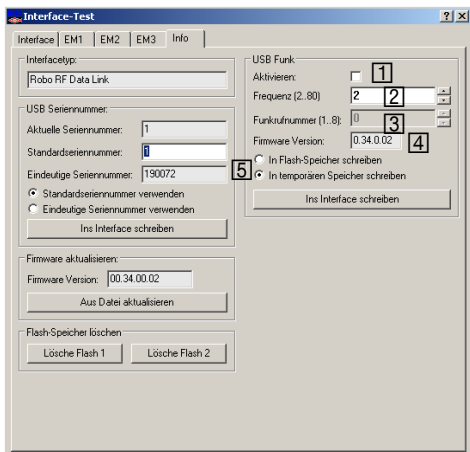 Interface-Test
Interface EM1 EM2 EM3 Info
Interfacetyp:
Robo RF Data Link
USB Seriennummer:
Aktuelle Seriennummer: 1
Standardseriennummer: 1
Eindeutige Seriennummer: 190072
Standardseriennummer verwenden
Eindeutige Seriennummer verwenden
Ins Interface schreiben
Firmware aktualisieren:
Firmware Version: 00.34.00.02
Aus Datei aktualisieren
Flash-Speicher löschen
Lösche Flash 1 Lösche Flash 2
USB Funk
Aktivieren: 1
Frequenz (2..80) 2 2
Funkrufnummer (1..8): 0 3
Firmware Version: 0.34.0.02 4
In Flash-Speicher schreiben
5 In temporären Speicher schreiben
Ins Interface schreiben